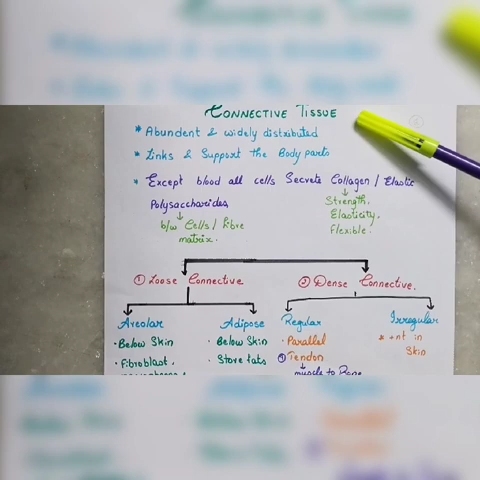 CONNECTIVE TISSUE
* Abundent & widely distributed
* Links & Support the Body parts
* Except blood all cells Secrete Collagen / Elastic
Polysaccharides
↓
b/w Cells / fibre
matrix.
↓
Strength.
Elasticity.
Flexible.
① Loose Connective
② Dense Connective.
Areolar
• Below Skin
• Fibroblast.
Adipose
• Below Skin
• Store fats
Regular
• Parallel
Tendon
↓
muscle to Bone
Irregular
* +nt in
Skin